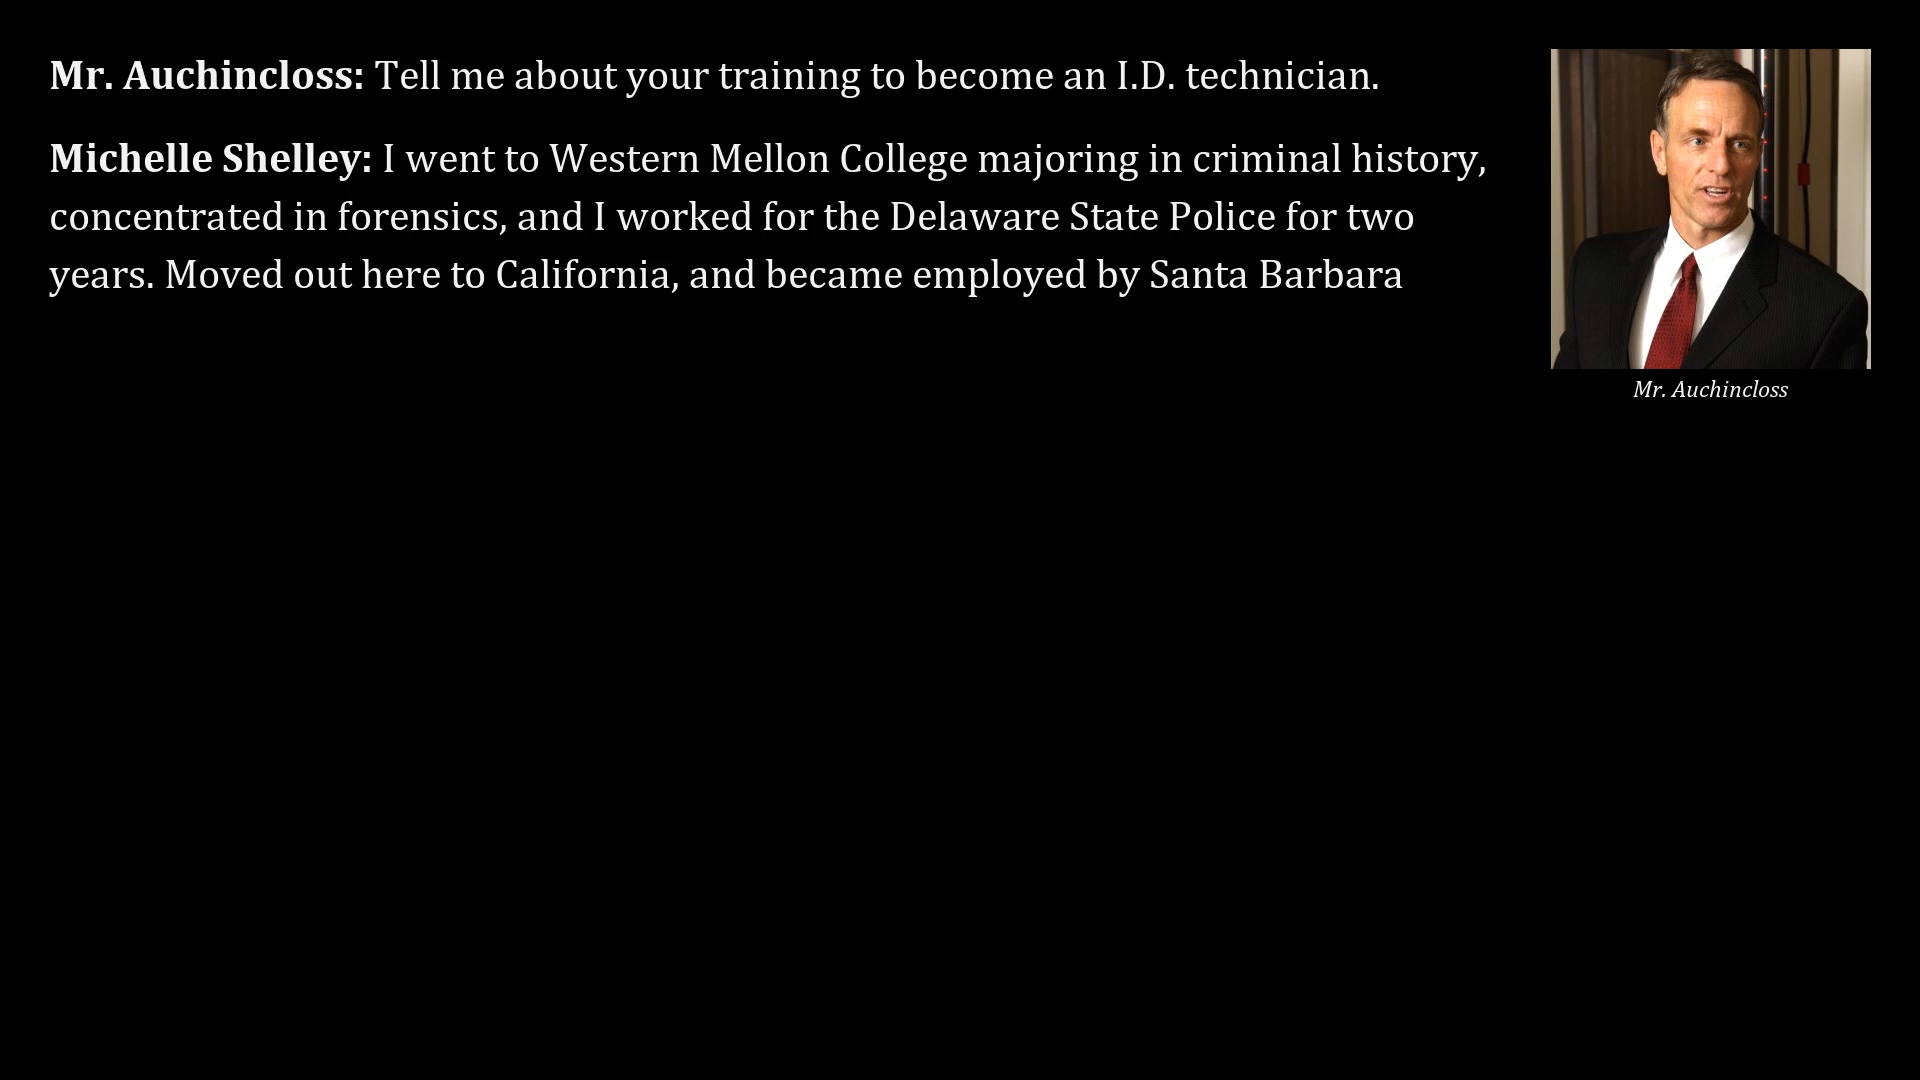 Mr. Auchincloss: Tell me about your training to become an I.D. technician.
Michelle Shelley: I went to Western Mellon College majoring in criminal history,
concentrated in forensics, and I worked for the Delaware State Police for two
years. Moved out here to California, and became employed by Santa Barbara
Mr. Auchincloss